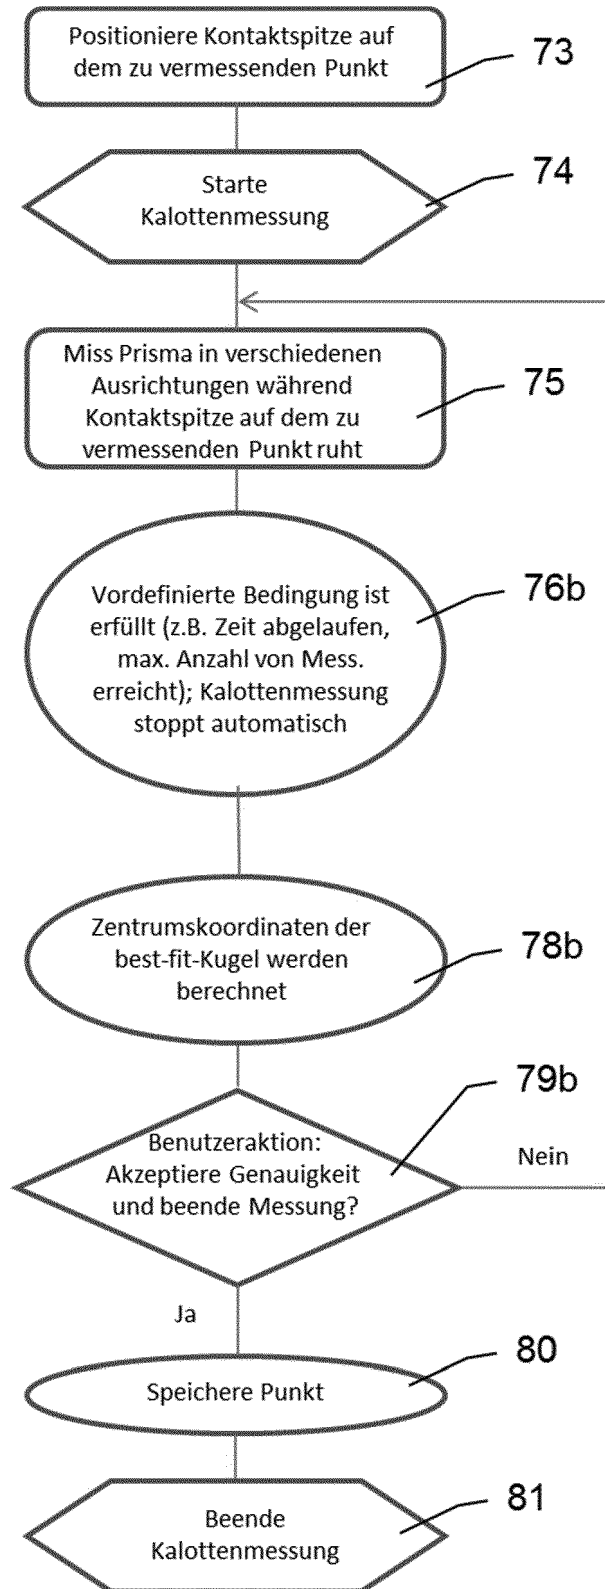 Positioniere Kontaktspitze auf
dem zu vermessenden Punkt
73
Starte
Kalottenmessung
74
Miss Prisma in verschiedenen
Ausrichtungen während
Kontaktspitze auf dem zu
vermessenden Punkt ruht
75
Vordefinierte Bedingung ist
erfüllt (z.B. Zeit abgelaufen,
max. Anzahl von Mess.
erreicht); Kalottenmessung
stoppt automatisch
76b
Zentrumskoordinaten der
best-fit-Kugel werden
berechnet
78b
Benutzeraktion:
Akzeptiere Genauigkeit
und beende Messung?
79b
Nein
Ja
Speichere Punkt
80
Beende
Kalottenmessung
81